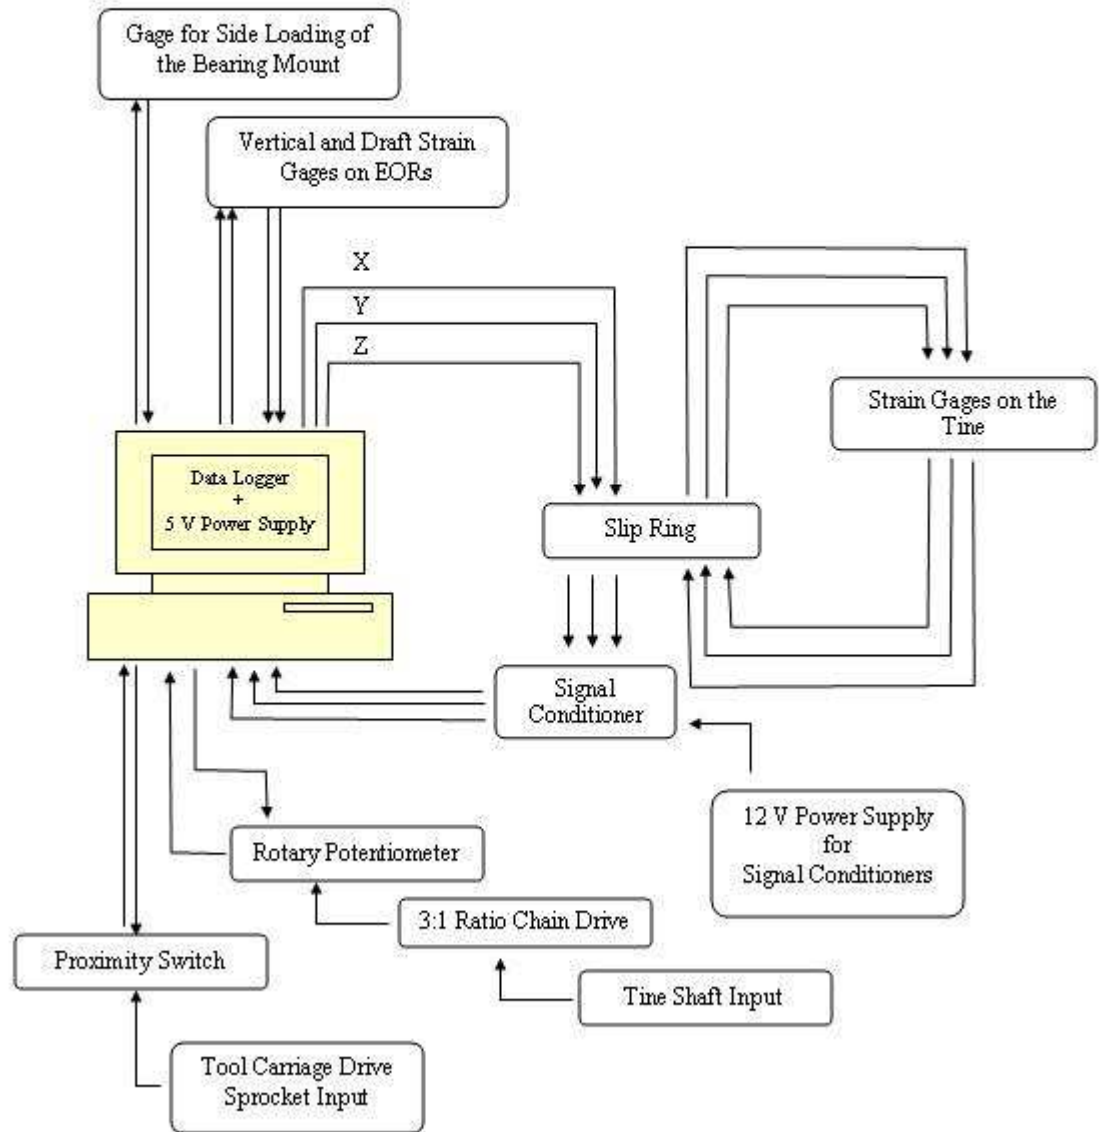 Gage for Side Loading of
the Bearing Mount
Vertical and Draft Strain
Gages on EORs
X
Y
Z
Strain Gages on the
Tine
Data Logger
+
5 V Power Supply
Slip Ring
Signal
Conditioner
12 V Power Supply
for
Signal Conditioners
Rotary Potentiometer
3:1 Ratio Chain Drive
Proximity Switch
Tine Shaft Input
Tool Carriage Drive
Sprocket Input